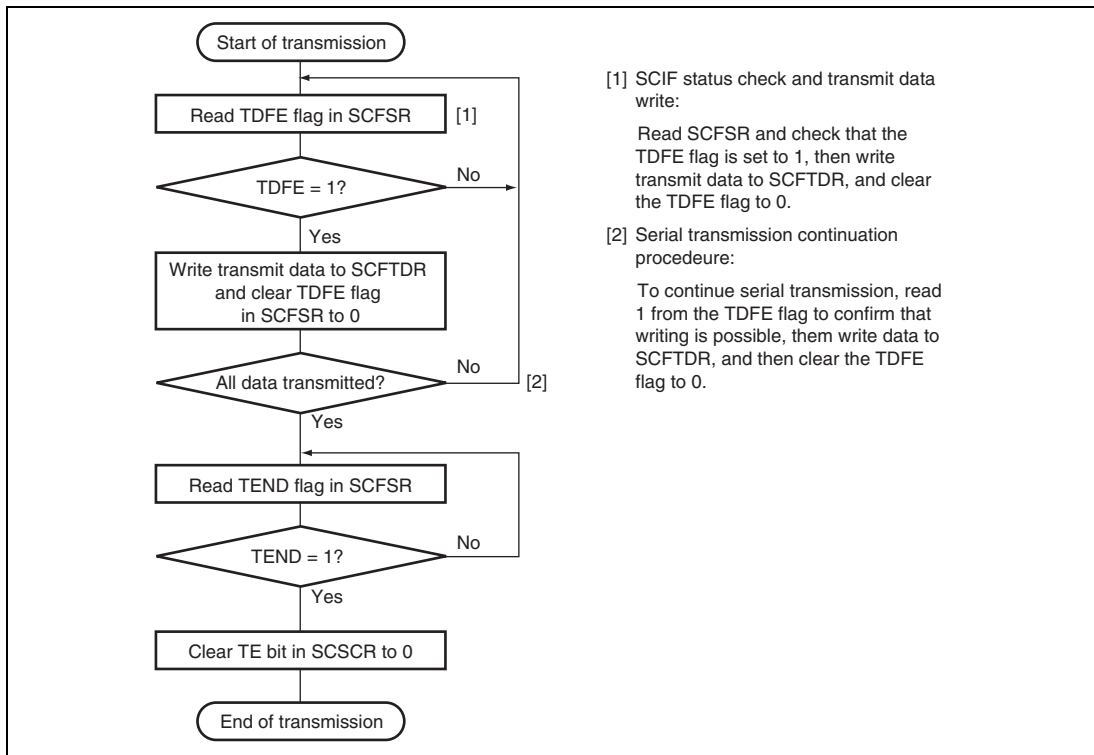 Start of transmission
Read TDFE flag in SCFSR
[1]
TDFE = 1?
No
Yes
Write transmit data to SCFTDR
and clear TDFE flag
in SCFSR to 0
All data transmitted?
No
[2]
Yes
Read TEND flag in SCFSR
TEND = 1?
No
Yes
Clear TE bit in SCSCR to 0
End of transmission
[1] SCIF status check and transmit data
write:
Read SCFSR and check that the
TDFE flag is set to 1, then write
transmit data to SCFTDR, and clear
the TDFE flag to 0.
[2] Serial transmission continuation
procedeure:
To continue serial transmission, read
1 from the TDFE flag to confirm that
writing is possible, them write data to
SCFTDR, and then clear the TDFE
flag to 0.